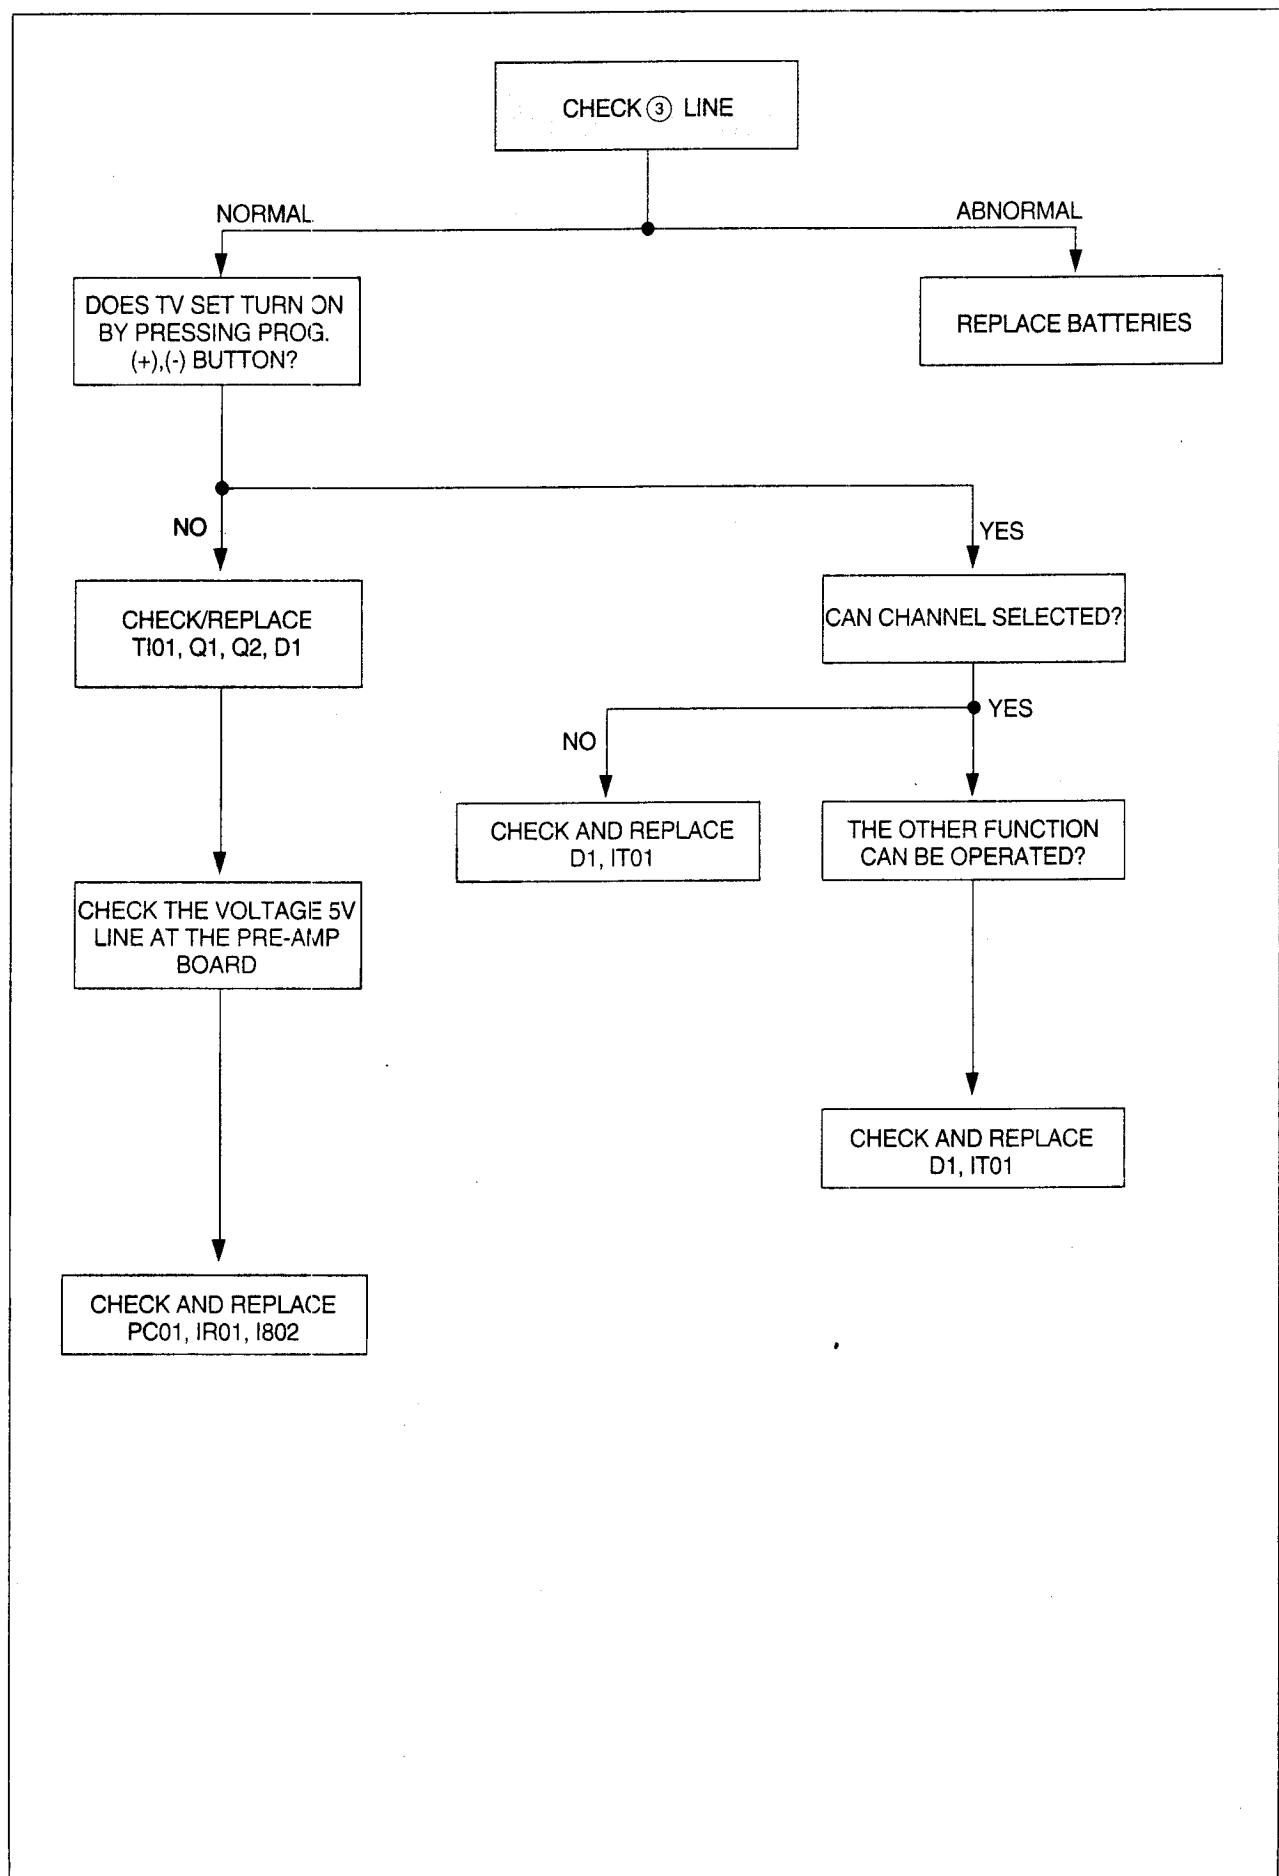 CHECK ③ LINE
NORMAL
ABNORMAL
DOES TV SET TURN ON
BY PRESSING PROG.
(+),(-) BUTTON?
REPLACE BATTERIES
NO
YES
CHECK/REPLACE
TI01, Q1, Q2, D1
CAN CHANNEL SELECTED?
NO
YES
CHECK AND REPLACE
D1, IT01
THE OTHER FUNCTION
CAN BE OPERATED?
CHECK THE VOLTAGE 5V
LINE AT THE PRE-AMP
BOARD
CHECK AND REPLACE
D1, IT01
CHECK AND REPLACE
PC01, IR01, I802